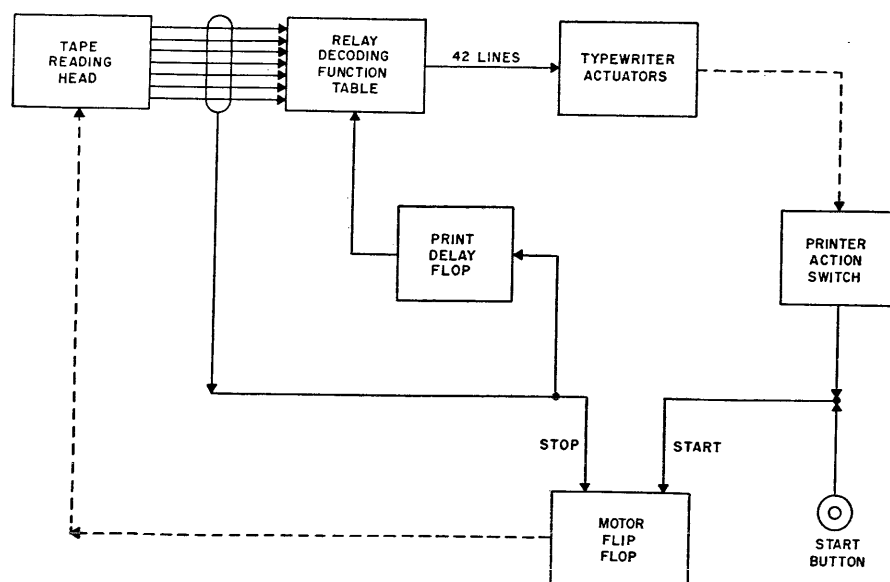 TAPE
READING
HEAD
RELAY
DECODING
FUNCTION
TABLE
42 LINES
TYPEWRITER
ACTUATORS
PRINT
DELAY
FLOP
PRINTER
ACTION
SWITCH
STOP
START
MOTOR
FLIP
FLOP
START
BUTTON